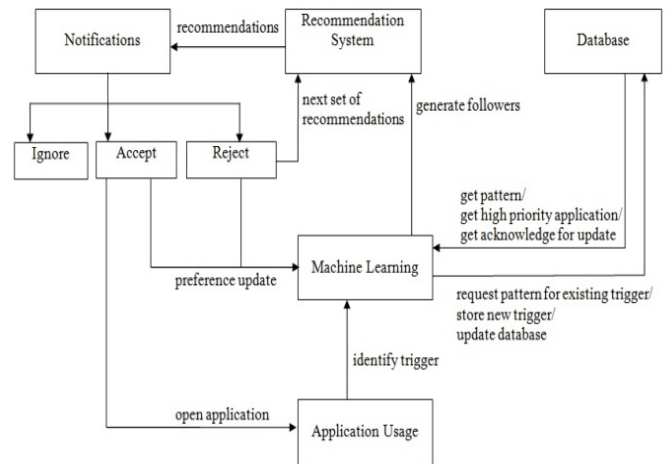 Notifications
recommendations
Recommendation
System
Database
next set of
recommendations
generate followers
Ignore
Accept
Reject
get pattern/
get high priority application/
get acknowledge for update
preference update
Machine Learning
request pattern for existing trigger/
store new trigger/
update database
identify trigger
open application
Application Usage